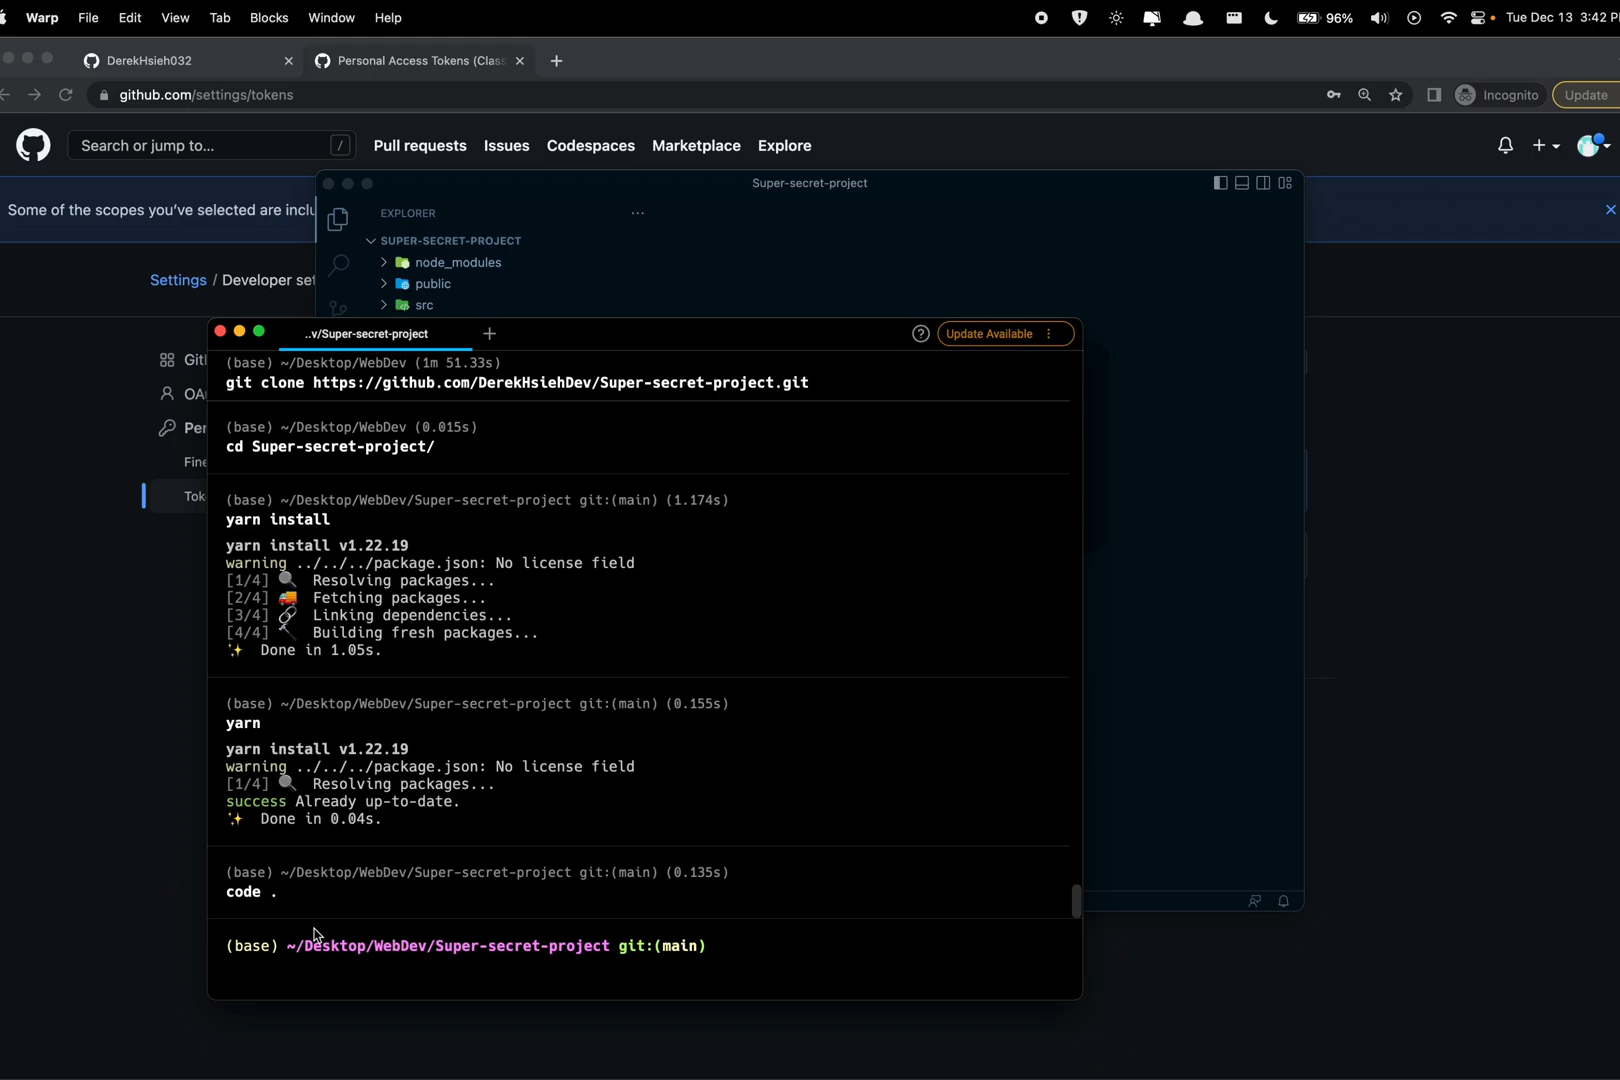 Warp File Edit View Tab Blocks Window Help 96% Tue Dec 13 3:42 P
DerekHsieh032 Personal Access Tokens (Class
github.com/settings/tokens Incognito Update
Search or jump to... / Pull requests Issues Codespaces Marketplace Explore
Some of the scopes you've selected are inclu
Settings / Developer set
Super-secret-project
EXPLORER ...
SUPER-SECRET-PROJECT
node_modules
public
src
Git
OA
Per
Fine
Tok
..v/Super-secret-project + ? Update Available
(base) ~/Desktop/WebDev (1m 51.33s)
git clone https://github.com/DerekHsiehDev/Super-secret-project.git
(base) ~/Desktop/WebDev (0.015s)
cd Super-secret-project/
(base) ~/Desktop/WebDev/Super-secret-project git:(main) (1.174s)
yarn install
yarn install v1.22.19
warning ../../../package.json: No license field
[1/4] 🔍 Resolving packages...
[2/4] 🚚 Fetching packages...
[3/4] 🔗 Linking dependencies...
[4/4] 🔨 Building fresh packages...
✨ Done in 1.05s.
(base) ~/Desktop/WebDev/Super-secret-project git:(main) (0.155s)
yarn
yarn install v1.22.19
warning ../../../package.json: No license field
[1/4] 🔍 Resolving packages...
success Already up-to-date.
✨ Done in 0.04s.
(base) ~/Desktop/WebDev/Super-secret-project git:(main) (0.135s)
code .
(base) ~/Desktop/WebDev/Super-secret-project git:(main)